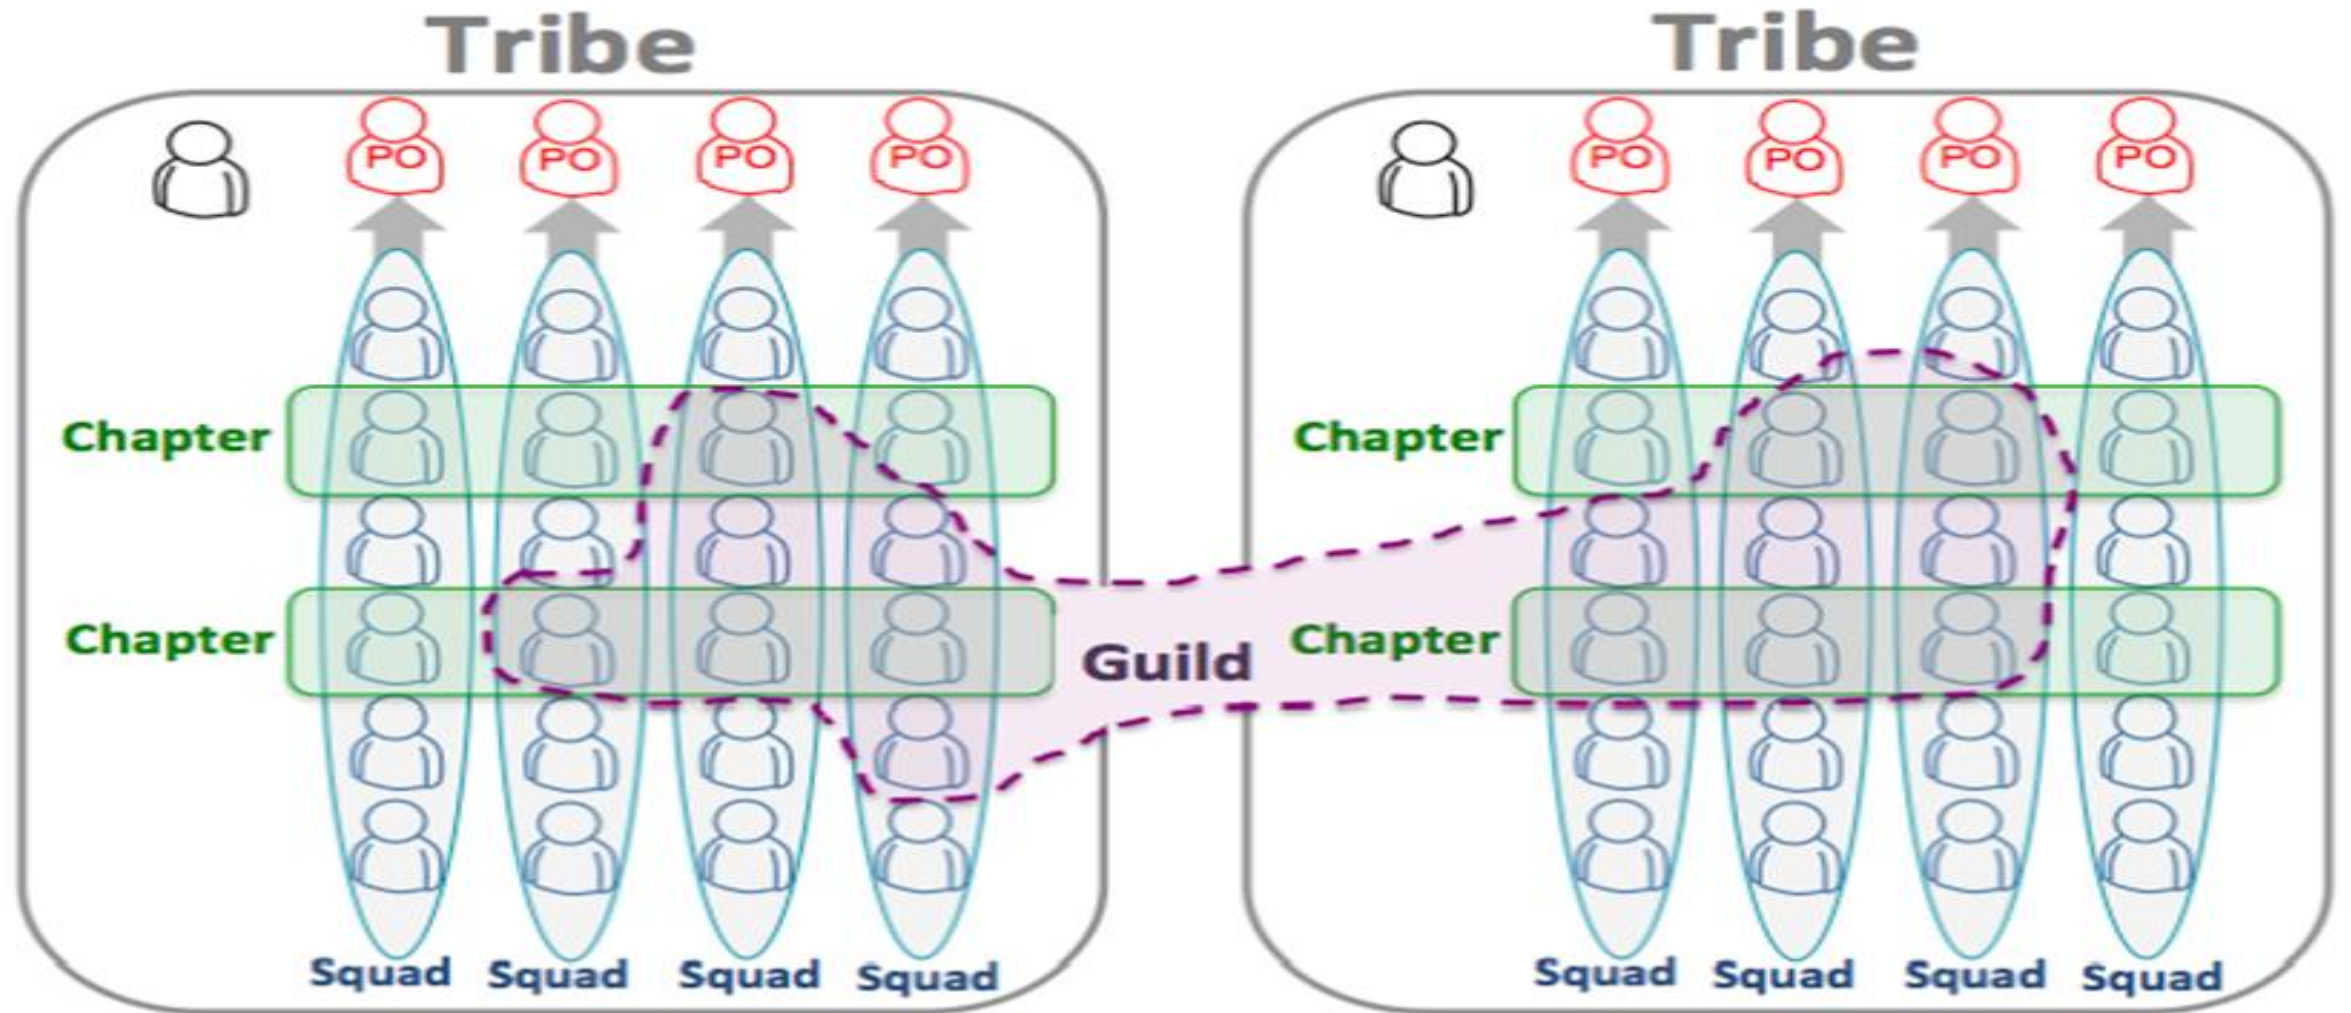 Tribe Tribe
PO PO PO PO PO PO PO PO
Chapter Chapter
Chapter Guild Chapter
Squad Squad Squad Squad Squad Squad Squad Squad